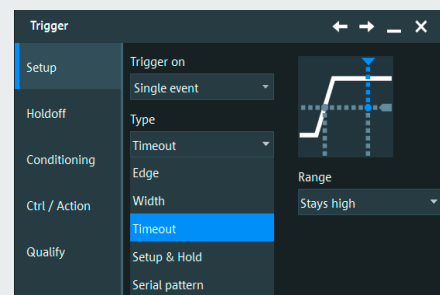 Trigger
Setup
Holdoff
Conditioning
Ctrl / Action
Qualify
Trigger on
Single event
Type
Timeout
Edge
Width
Timeout
Setup & Hold
Serial pattern
Range
Stays high